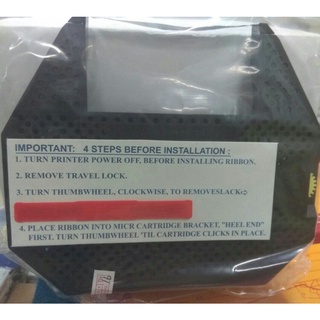 IMPORTANT: 4 STEPS BEFORE INSTALLATION :
1. TURN PRINTER POWER OFF, BEFORE INSTALLING RIBBON.
2. REMOVE TRAVEL LOCK.
3. TURN THUMBWHEEL, CLOCKWISE, TO REMOVESLACK
4. PLACE RIBBON INTO MICR CARTRIDGE BRACKET, "HEEL END"
FIRST. TURN THUMBWHEEL 'TIL CARTRIDGE CLICKS IN PLACE.